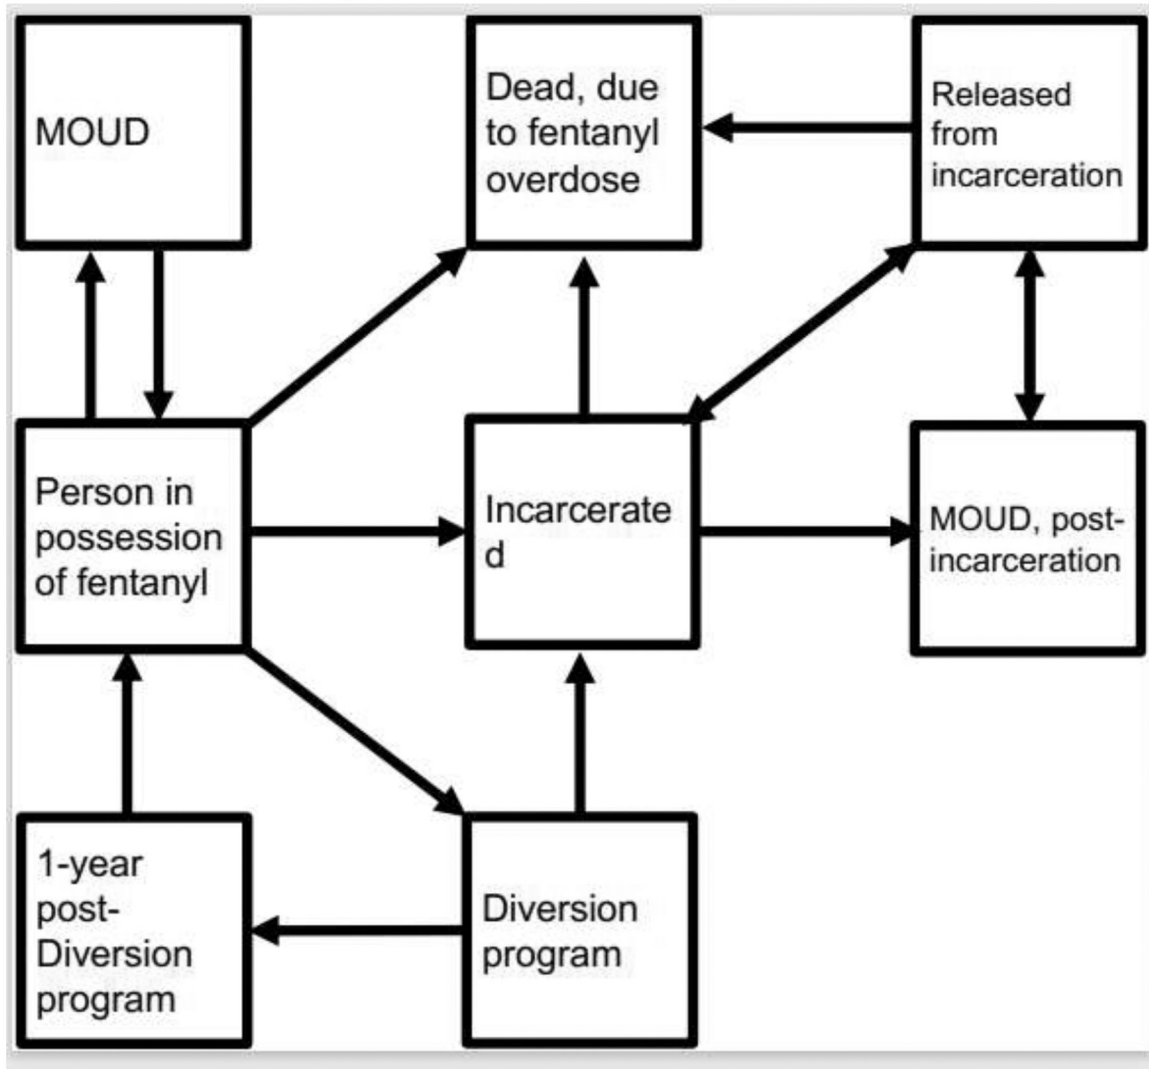 MOUD
Dead, due
to fentanyl
overdose
Released
from
incarceration
Person in
possession
of fentanyl
Incarcerate
d
MOUD, post-
incarceration
1-year
post-
Diversion
program
Diversion
program